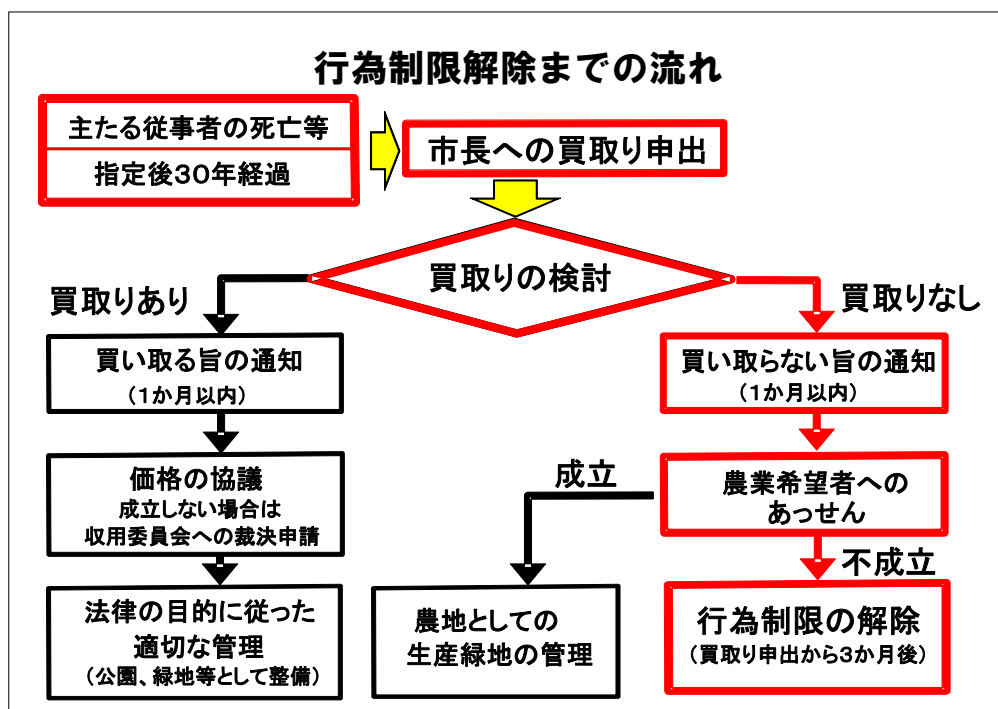 行為制限解除までの流れ
主たる従事者の死亡等
指定後30年経過
市長への買取り申出
買取りの検討
買取りあり
買取りなし
買い取る旨の通知
（1か月以内）
買い取らない旨の通知
（1か月以内）
価格の協議
成立しない場合は
収用委員会への裁決申請
成立
農業希望者への
あっせん
不成立
法律の目的に従った
適切な管理
（公園、緑地等として整備）
農地としての
生産緑地の管理
行為制限の解除
（買取り申出から3か月後）